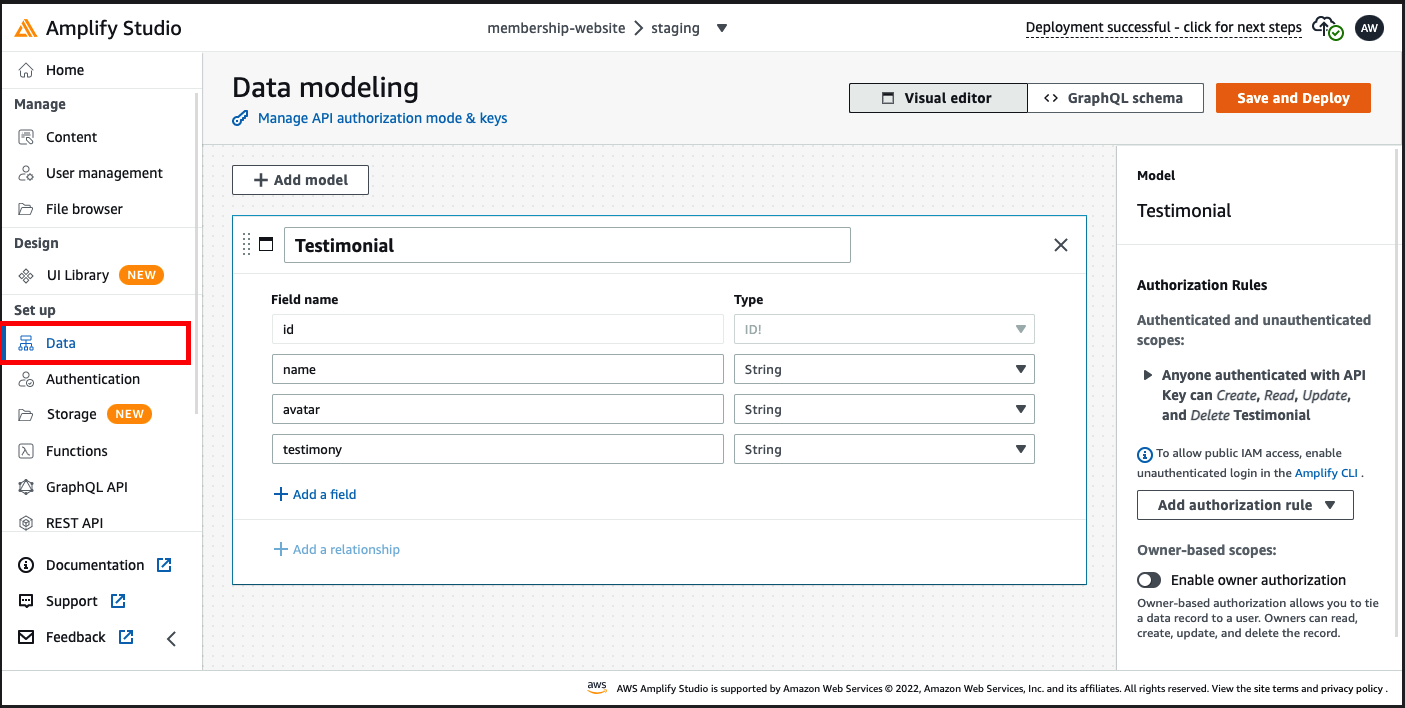 Amplify Studio
membership-website
staging
Deployment successful - click for next steps
AW
Home
Manage
Content
User management
File browser
Design
UI Library NEW
Set up
Data
Authentication
Storage NEW
Functions
GraphQL API
REST API
Documentation
Support
Feedback
Data modeling
Manage API authorization mode & keys
Visual editor
GraphQL schema
Save and Deploy
Add model
Testimonial
Field name Type
id ID!
name String
avatar String
testimony String
Add a field
Add a relationship
Model
Testimonial
Authorization Rules
Authenticated and unauthenticated
scopes:
Anyone authenticated with API
Key can Create, Read, Update,
and Delete Testimonial
To allow public IAM access, enable
unauthenticated login in the Amplify CLI .
Add authorization rule
Owner-based scopes:
Enable owner authorization
Owner-based authorization allows you to tie
a data record to a user. Owners can read,
create, update, and delete the record.
aws AWS Amplify Studio is supported by Amazon Web Services © 2022, Amazon Web Services, Inc. and its affiliates. All rights reserved. View the site terms and privacy policy .